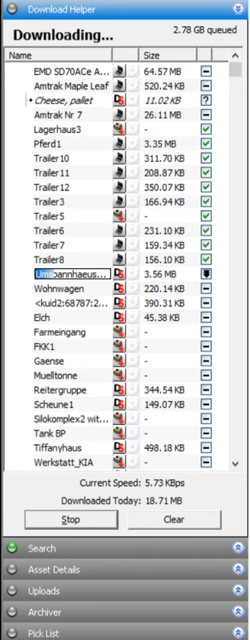 Download Helper
Downloading...
2.78 GB queued
Name Size
EMD SD70ACe A... 64.57 MB
Amtrak Maple Leaf 520.24 KB
Cheese, pallet 11.02 KB ?
Amtrak Nr 7 26.11 MB
Lagerhaus3 -
Pferd1 3.35 MB
Trailer10 311.70 KB
Trailer11 208.87 KB
Trailer12 350.07 KB
Trailer3 166.94 KB
Trailer5 -
Trailer6 231.10 KB
Trailer7 159.34 KB
Trailer8 156.10 KB
Umspannhaeus... 3.56 MB
Wohnwagen 220.14 KB
<kuid2:68787:2... 390.31 KB
Elch 45.38 KB
Farmeingang -
FKK1 -
Gaense -
Muelltonne -
Reitergruppe 344.54 KB
Scheune1 149.07 KB
Silokomplex2 wit... -
Tank BP -
Tiffanyhaus 498.18 KB
Werkstatt_KIA -
Current Speed: 5.73 KBps
Downloaded Today: 18.71 MB
Stop Clear
Search
Asset Details
Uploads
Archiver
Pick List